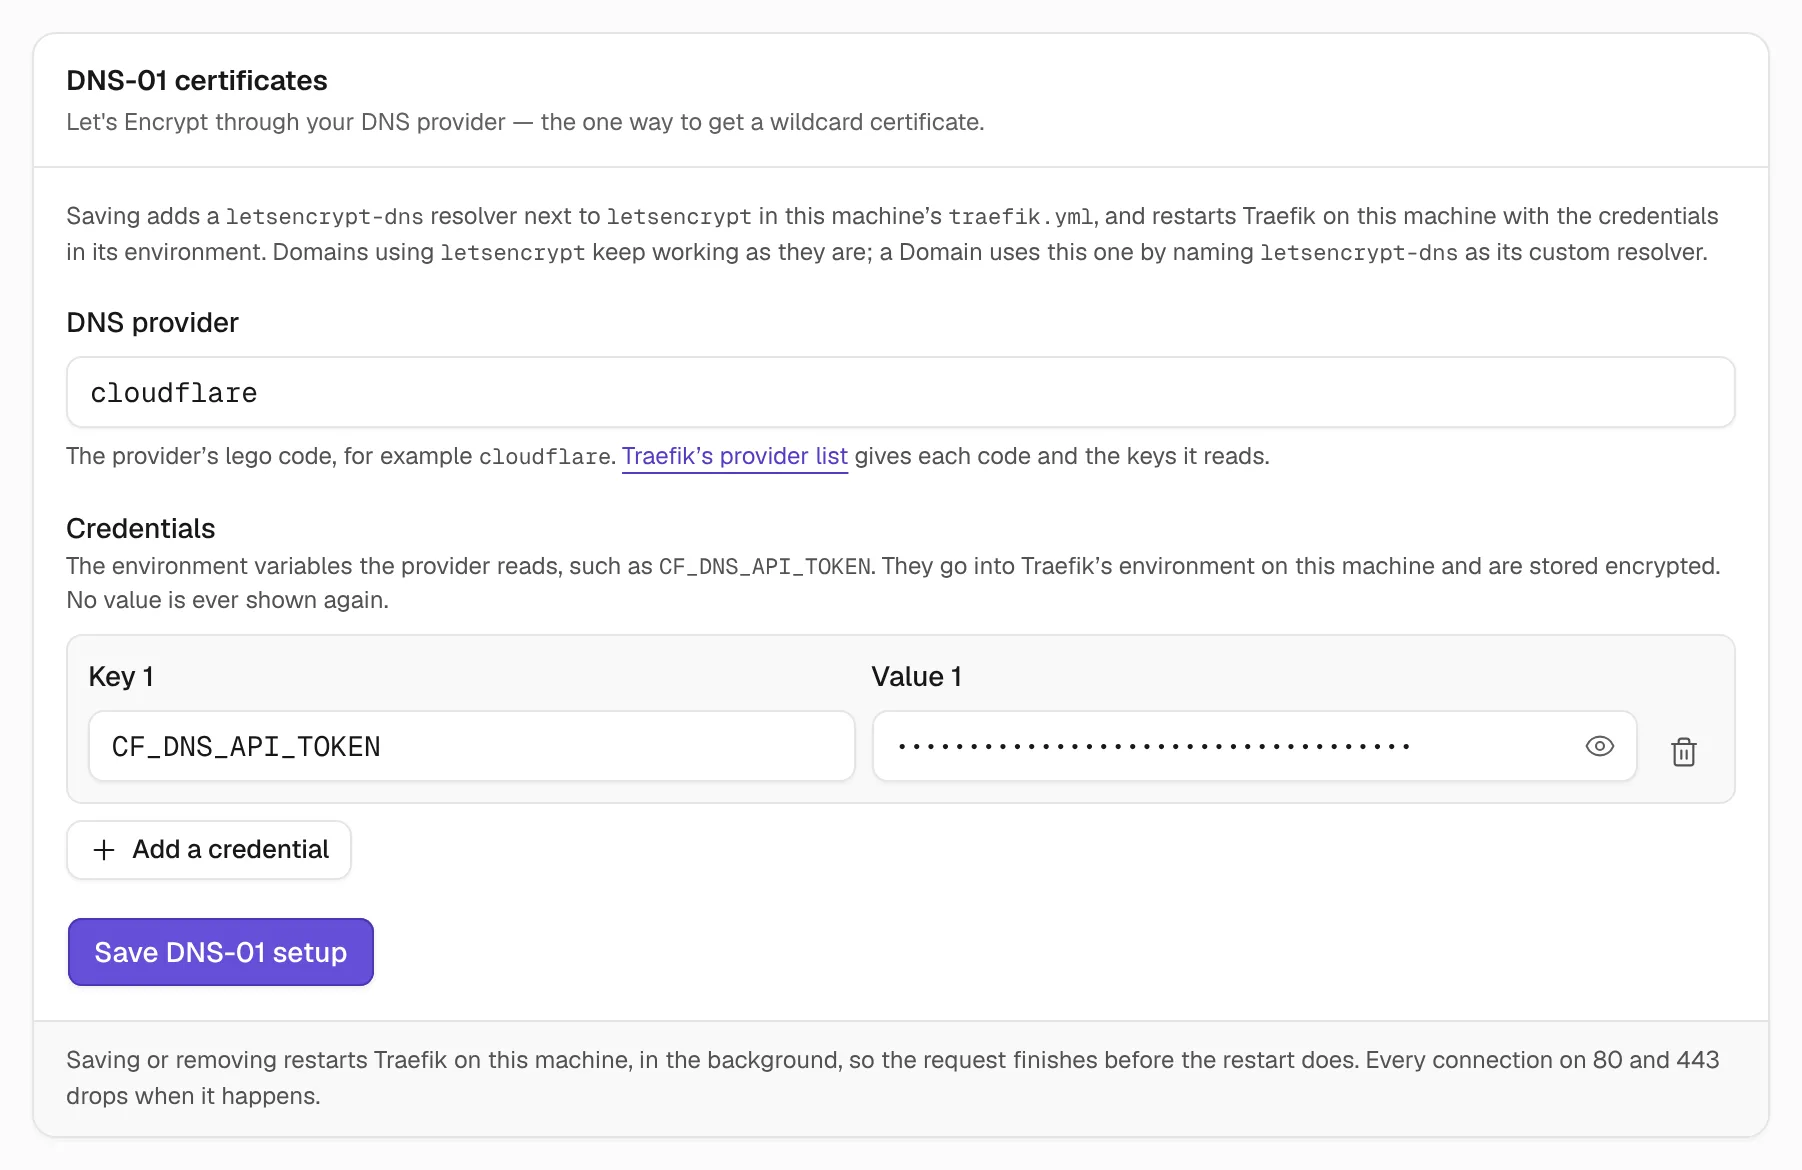 DNS-01 certificates
Let's Encrypt through your DNS provider — the one way to get a wildcard certificate.
Saving adds a letsencrypt-dns resolver next to letsencrypt in this machine’s traefik.yml, and restarts Traefik on this machine with the credentials
in its environment. Domains using letsencrypt keep working as they are; a Domain uses this one by naming letsencrypt-dns as its custom resolver.
DNS provider
cloudflare
The provider’s lego code, for example cloudflare. Traefik’s provider list gives each code and the keys it reads.
Credentials
The environment variables the provider reads, such as CF_DNS_API_TOKEN. They go into Traefik’s environment on this machine and are stored encrypted.
No value is ever shown again.
Key 1
Value 1
CF_DNS_API_TOKEN
Add a credential
Save DNS-01 setup
Saving or removing restarts Traefik on this machine, in the background, so the request finishes before the restart does. Every connection on 80 and 443
drops when it happens.